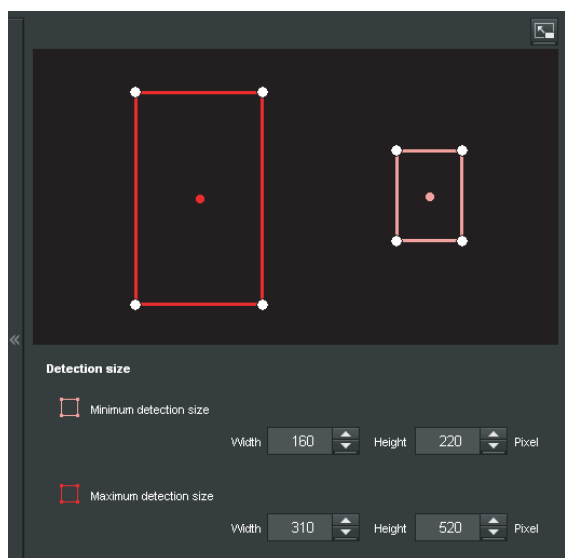 «
Detection size
Minimum detection size
Width 160 Height 220 Pixel
Maximum detection size
Width 310 Height 520 Pixel